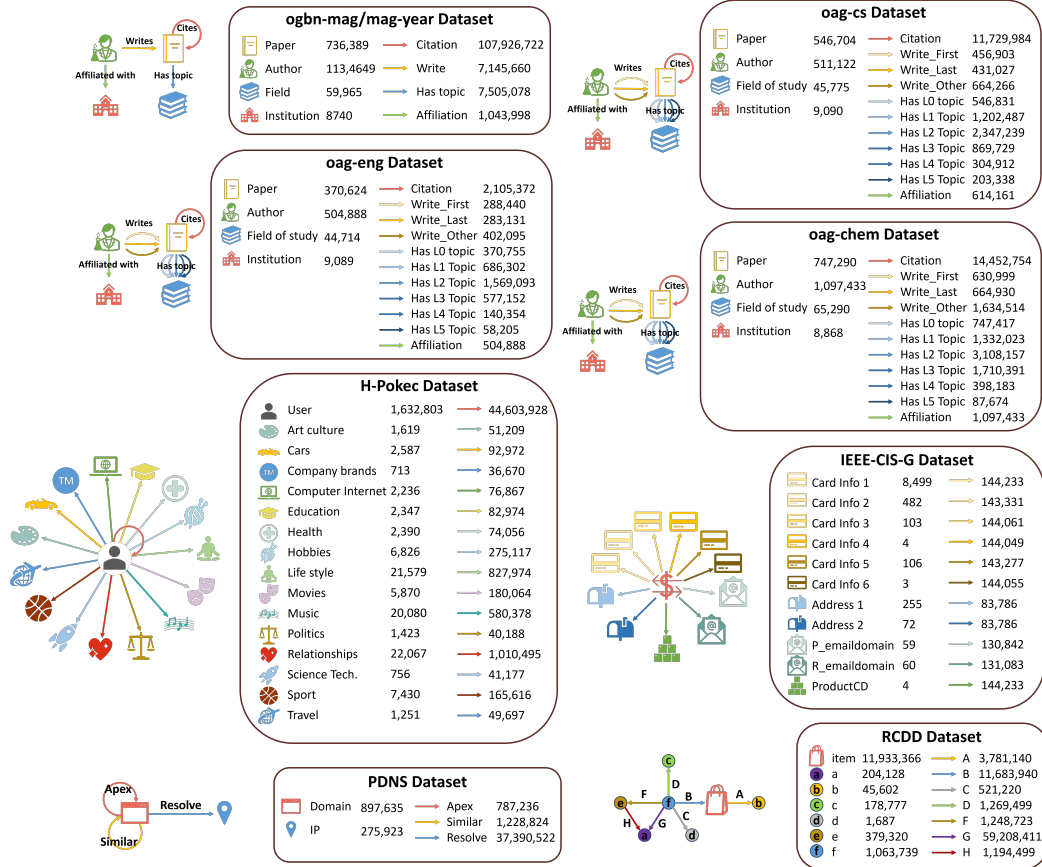 ogbn-mag/mag-year Dataset
Writes
Cites
Affiliated with
Has topic
Paper 736,389 Citation 107,926,722
Author 113,4649 Write 7,145,660
Field 59,965 Has topic 7,505,078
Institution 8740 Affiliation 1,043,998
oag-cs Dataset
Writes
Cites
Affiliated with
Has topic
Paper 546,704 Citation 11,729,984
Write_First 456,903
Author 511,122 Write_Last 431,027
Field of study 45,775 Write_Other 664,266
Has L0 topic 546,831
Institution 9,090 Has L1 Topic 1,202,487
Has L2 Topic 2,347,239
Has L3 Topic 869,729
Has L4 Topic 304,912
Has L5 Topic 203,338
Affiliation 614,161
oag-eng Dataset
Writes
Cites
Affiliated with
Has topic
Paper 370,624 Citation 2,105,372
Write_First 288,440
Author 504,888 Write_Last 283,131
Field of study 44,714 Write_Other 402,095
Has L0 topic 370,755
Institution 9,089 Has L1 Topic 686,302
Has L2 Topic 1,569,093
Has L3 Topic 577,152
Has L4 Topic 140,354
Has L5 Topic 58,205
Affiliation 504,888
oag-chem Dataset
Writes
Cites
Affiliated with
Has topic
Paper 747,290 Citation 14,452,754
Write_First 630,999
Author 1,097,433 Write_Last 664,930
Field of study 65,290 Write_Other 1,634,514
Has L0 topic 747,417
Institution 8,868 Has L1 Topic 1,332,023
Has L2 Topic 3,108,157
Has L3 Topic 1,710,391
Has L4 Topic 398,183
Has L5 Topic 87,674
Affiliation 1,097,433
H-Pokec Dataset
TM
User 1,632,803 44,603,928
Art culture 1,619 51,209
Cars 2,587 92,972
TM Company brands 713 36,670
Computer Internet 2,236 76,867
Education 2,347 82,974
Health 2,390 74,056
Hobbies 6,826 275,117
Life style 21,579 827,974
Movies 5,870 180,064
Music 20,080 580,378
Politics 1,423 40,188
Relationships 22,067 1,010,495
Science Tech. 756 41,177
Sport 7,430 165,616
Travel 1,251 49,697
IEEE-CIS-G Dataset
$
@
@
Card Info 1 8,499 144,233
Card Info 2 482 143,331
Card Info 3 103 144,061
Card Info 4 4 144,049
Card Info 5 106 143,277
Card Info 6 3 144,055
Address 1 255 83,786
Address 2 72 83,786
P_emaildomain 59 130,842
R_emaildomain 60 131,083
ProductCD 4 144,233
PDNS Dataset
Apex
Resolve
Similar
Domain 897,635 Apex 787,236
Similar 1,228,824
IP 275,923 Resolve 37,390,522
RCDD Dataset
c
D
e F f B A b
H G C
a d
item 11,933,366 A 3,781,140
a a 204,128 B 11,683,940
b b 45,602 C 521,220
c c 178,777 D 1,269,499
d d 1,687 F 1,248,723
e e 379,320 G 59,208,411
f f 1,063,739 H 1,194,499